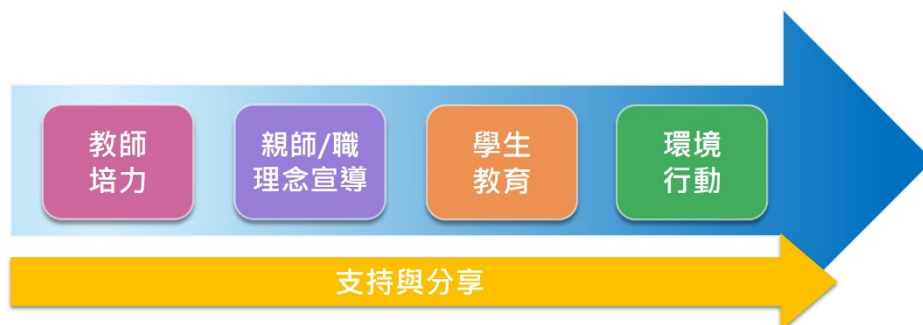 教師
培力
親師/職
理念宣導
學生
教育
環境
行動
支持與分享